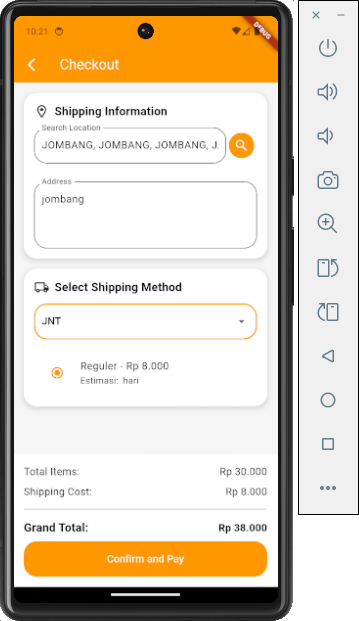 10:21
DEBUG
Checkout
Shipping Information
Search Location
JOMBANG, JOMBANG, JOMBANG, J
Address
jombang
Select Shipping Method
JNT
Reguler - Rp 8.000
Estimasi: hari
Total Items: Rp 30.000
Shipping Cost: Rp 8.000
Grand Total: Rp 38.000
Confirm and Pay